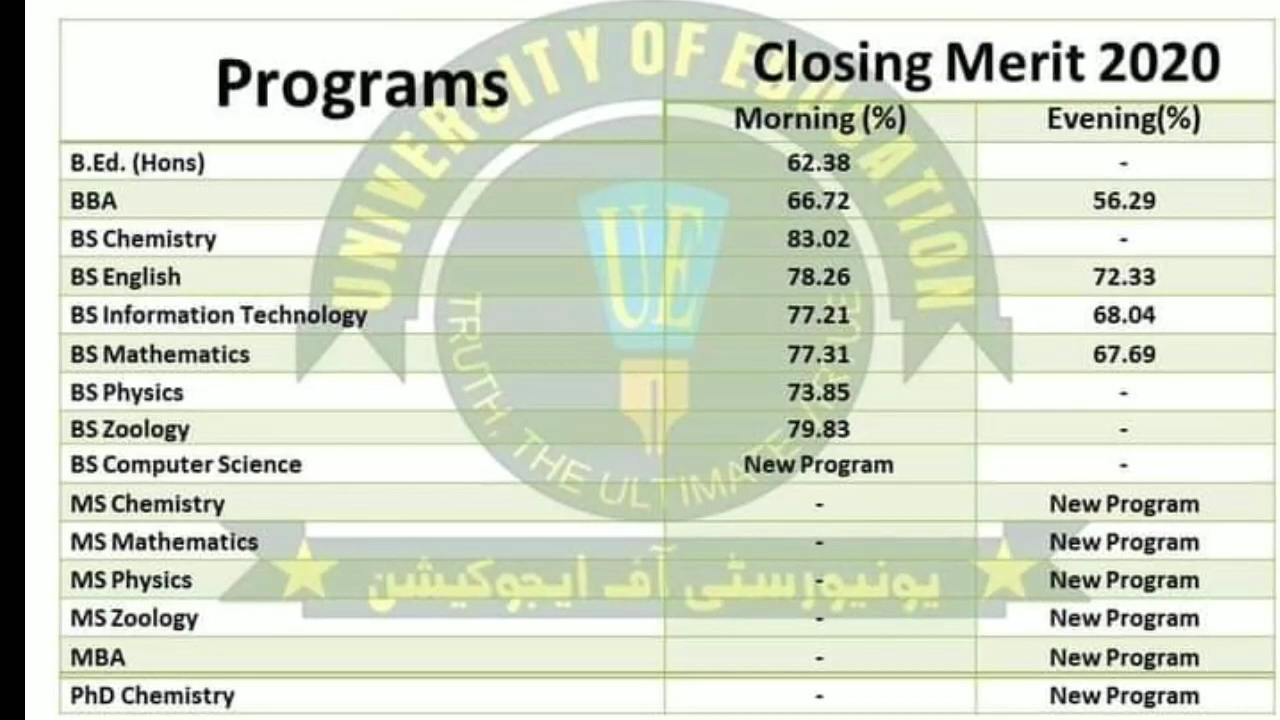 UNIVERSITY OF EDUCATION
Programs
Closing Merit 2020
Morning (%) Evening(%)
B.Ed. (Hons) 62.38 -
BBA 66.72 56.29
BS Chemistry 83.02 -
BS English 78.26 72.33
BS Information Technology 77.21 68.04
BS Mathematics 77.31 67.69
BS Physics 73.85 -
BS Zoology 79.83 -
BS Computer Science New Program -
MS Chemistry - New Program
MS Mathematics - New Program
MS Physics - New Program
MS Zoology - New Program
MBA - New Program
PhD Chemistry - New Program
UE
TRUTH, THE ULTIMATE
یونیورسٹی آف ایجوکیشن